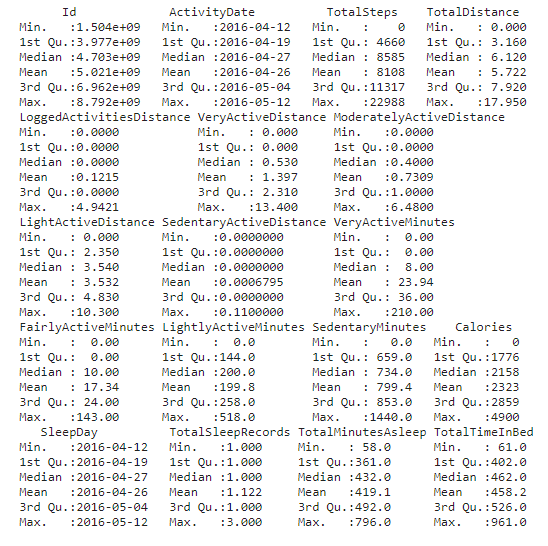 Id ActivityDate TotalSteps TotalDistance
Min. :1.504e+09 Min. :2016-04-12 Min. : 0 Min. : 0.000
1st Qu.:3.977e+09 1st Qu.:2016-04-19 1st Qu.: 4660 1st Qu.: 3.160
Median :4.703e+09 Median :2016-04-27 Median : 8585 Median : 6.120
Mean :5.021e+09 Mean :2016-04-26 Mean : 8108 Mean : 5.722
3rd Qu.:6.962e+09 3rd Qu.:2016-05-04 3rd Qu.:11317 3rd Qu.: 7.920
Max. :8.792e+09 Max. :2016-05-12 Max. :22988 Max. :17.950
LoggedActivitiesDistance VeryActiveDistance ModeratelyActiveDistance
Min. :0.0000 Min. : 0.000 Min. :0.0000
1st Qu.:0.0000 1st Qu.: 0.000 1st Qu.:0.0000
Median :0.0000 Median : 0.530 Median :0.4000
Mean :0.1215 Mean : 1.397 Mean :0.7309
3rd Qu.:0.0000 3rd Qu.: 2.310 3rd Qu.:1.0000
Max. :4.9421 Max. :13.400 Max. :6.4800
LightActiveDistance SedentaryActiveDistance VeryActiveMinutes
Min. : 0.000 Min. :0.0000000 Min. : 0.00
1st Qu.: 2.350 1st Qu.:0.0000000 1st Qu.: 0.00
Median : 3.540 Median :0.0000000 Median : 8.00
Mean : 3.532 Mean :0.0006795 Mean : 23.94
3rd Qu.: 4.830 3rd Qu.:0.0000000 3rd Qu.: 36.00
Max. :10.300 Max. :0.1100000 Max. :210.00
FairlyActiveMinutes LightlyActiveMinutes SedentaryMinutes Calories
Min. : 0.00 Min. : 0.0 Min. : 0.0 Min. : 0
1st Qu.: 0.00 1st Qu.:144.0 1st Qu.: 659.0 1st Qu.:1776
Median : 10.00 Median :200.0 Median : 734.0 Median :2158
Mean : 17.34 Mean :199.8 Mean : 799.4 Mean :2323
3rd Qu.: 24.00 3rd Qu.:258.0 3rd Qu.: 853.0 3rd Qu.:2859
Max. :143.00 Max. :518.0 Max. :1440.0 Max. :4900
SleepDay TotalSleepRecords TotalMinutesAsleep TotalTimeInBed
Min. :2016-04-12 Min. :1.000 Min. : 58.0 Min. : 61.0
1st Qu.:2016-04-19 1st Qu.:1.000 1st Qu.:361.0 1st Qu.:402.0
Median :2016-04-27 Median :1.000 Median :432.0 Median :462.0
Mean :2016-04-26 Mean :1.122 Mean :419.1 Mean :458.2
3rd Qu.:2016-05-04 3rd Qu.:1.000 3rd Qu.:492.0 3rd Qu.:526.0
Max. :2016-05-12 Max. :3.000 Max. :796.0 Max. :961.0